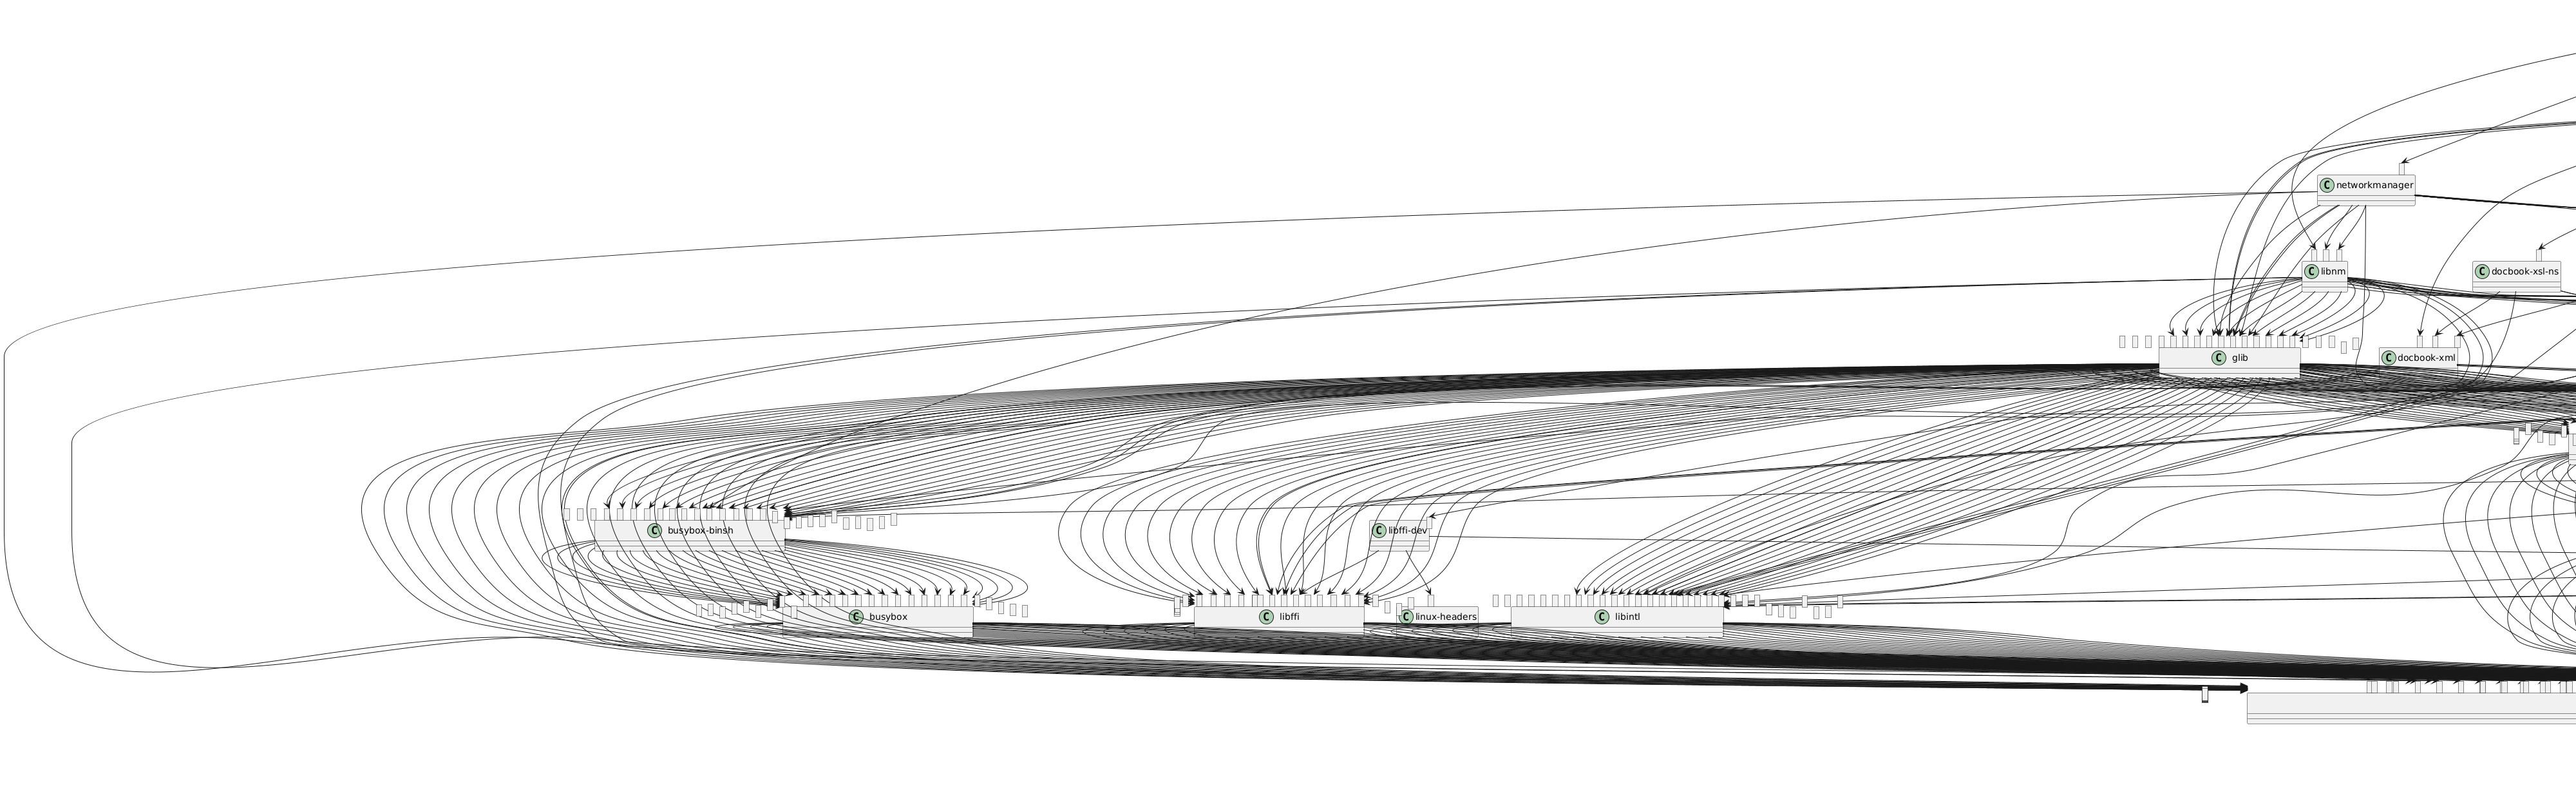 C networkmanager
C libnm
C docbook-xsl-ns
C glib
C docbook-xml
C busybox-binsh
C libffi-dev
C busybox
C libffi
C linux-headers
C libintl